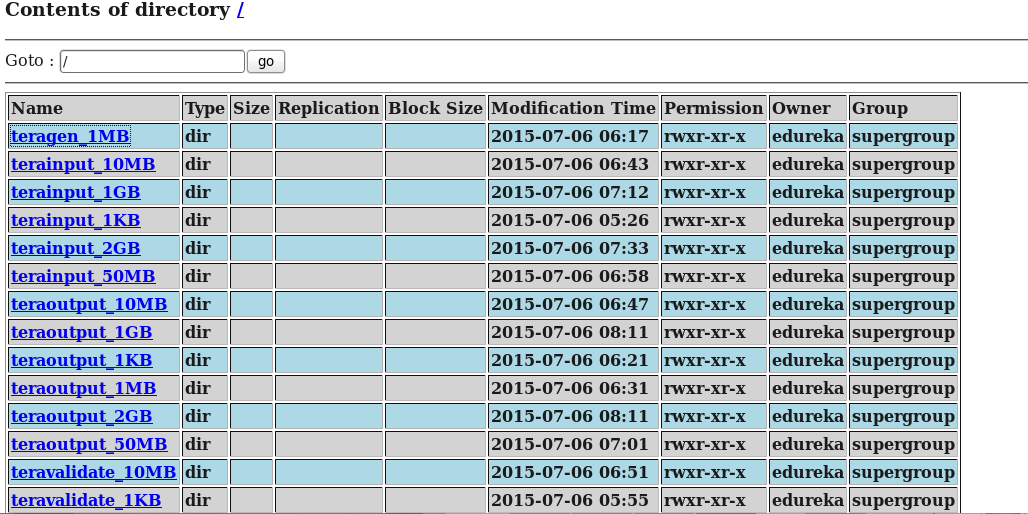 Contents of directory /
Goto : / go
Name Type Size Replication Block Size Modification Time Permission Owner Group
teragen_1MB dir 2015-07-06 06:17 rwxr-xr-x edureka supergroup
terainput_10MB dir 2015-07-06 06:43 rwxr-xr-x edureka supergroup
terainput_1GB dir 2015-07-06 07:12 rwxr-xr-x edureka supergroup
terainput_1KB dir 2015-07-06 05:26 rwxr-xr-x edureka supergroup
terainput_2GB dir 2015-07-06 07:33 rwxr-xr-x edureka supergroup
terainput_50MB dir 2015-07-06 06:58 rwxr-xr-x edureka supergroup
teraoutput_10MB dir 2015-07-06 06:47 rwxr-xr-x edureka supergroup
teraoutput_1GB dir 2015-07-06 08:11 rwxr-xr-x edureka supergroup
teraoutput_1KB dir 2015-07-06 06:21 rwxr-xr-x edureka supergroup
teraoutput_1MB dir 2015-07-06 06:31 rwxr-xr-x edureka supergroup
teraoutput_2GB dir 2015-07-06 08:11 rwxr-xr-x edureka supergroup
teraoutput_50MB dir 2015-07-06 07:01 rwxr-xr-x edureka supergroup
teravalidate_10MB dir 2015-07-06 06:51 rwxr-xr-x edureka supergroup
teravalidate_1KB dir 2015-07-06 05:55 rwxr-xr-x edureka supergroup